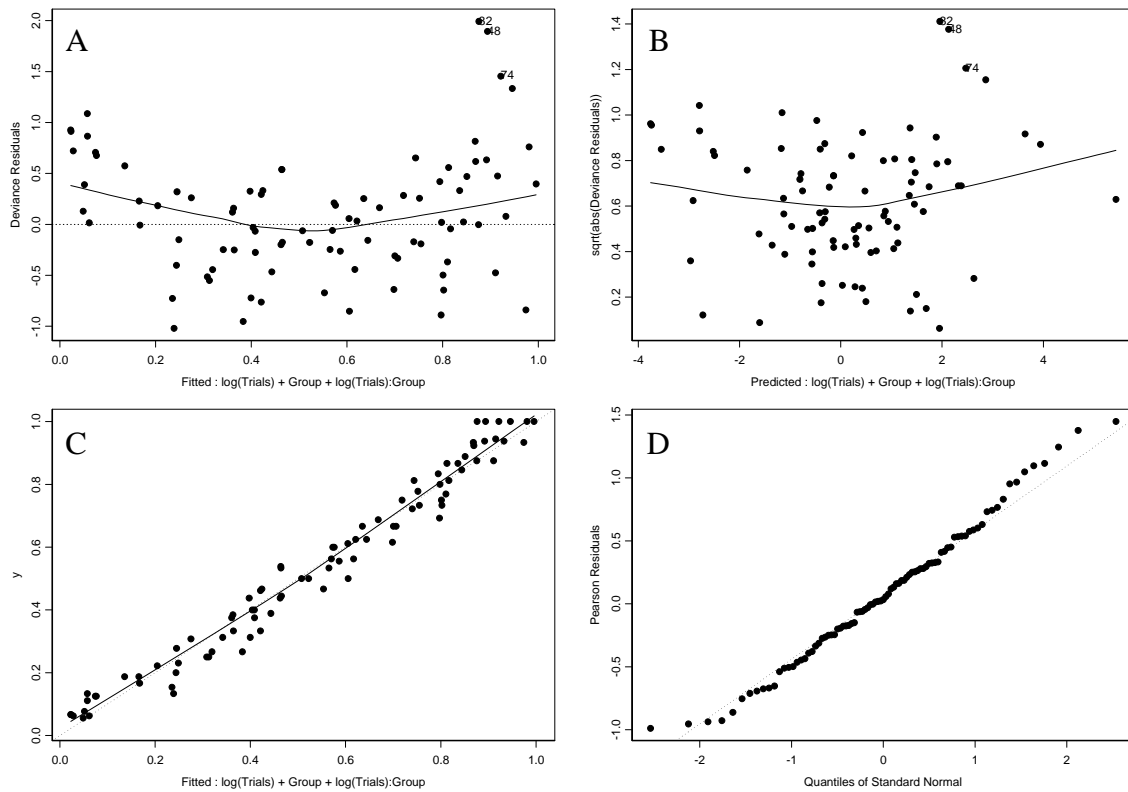 A
Deviance Residuals
-1.0 -0.5 0.0 0.5 1.0 1.5 2.0
32
48
74
0.0 0.2 0.4 0.6 0.8 1.0
Fitted : log(Trials) + Group + log(Trials):Group
B
sqrt(abs(Deviance Residuals))
0.2 0.4 0.6 0.8 1.0 1.2 1.4
32
48
74
-4 -2 0 2 4
Predicted : log(Trials) + Group + log(Trials):Group
C
y
0.0 0.2 0.4 0.6 0.8 1.0
0.0 0.2 0.4 0.6 0.8 1.0
Fitted : log(Trials) + Group + log(Trials):Group
D
Pearson Residuals
-1.0 -0.5 0.0 0.5 1.0 1.5
-2 -1 0 1 2
Quantiles of Standard Normal